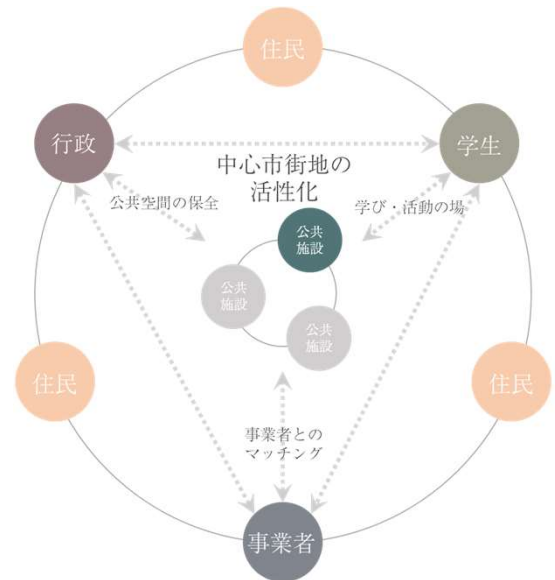 住民
行政
学生
中心市街地の
活性化
公共空間の保全
学び・活動の場
公共
施設
公共
施設
公共
施設
住民
住民
事業者との
マッチング
事業者